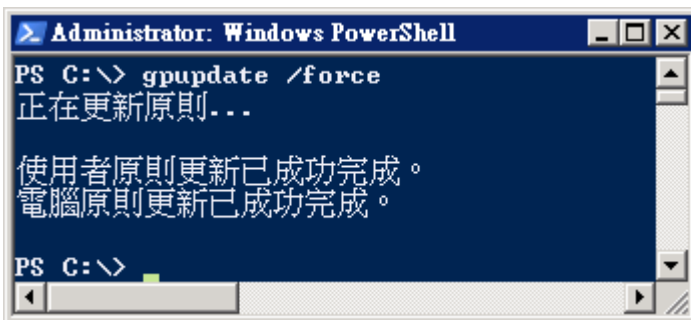 Administrator: Windows PowerShell
PS C:\> gpupdate /force
正在更新原則...
使用者原則更新已成功完成。
電腦原則更新已成功完成。
PS C:\>